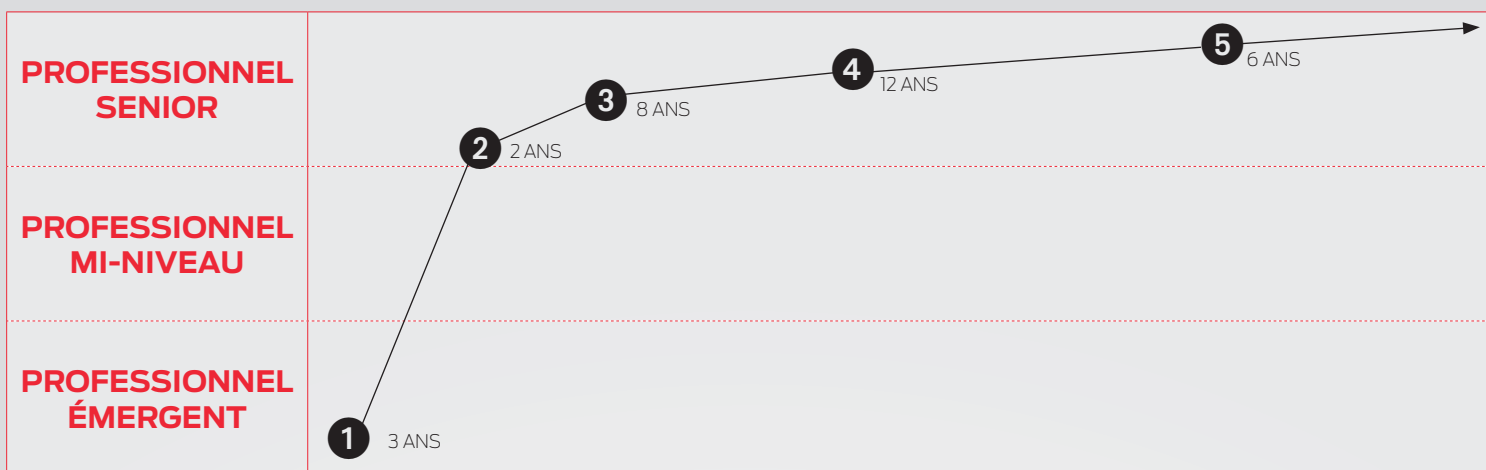 PROFESSIONNEL
SENIOR
PROFESSIONNEL
MI-NIVEAU
PROFESSIONNEL
ÉMERGENT
1
3 ANS
2
2 ANS
3
8 ANS
4
12 ANS
5
6 ANS